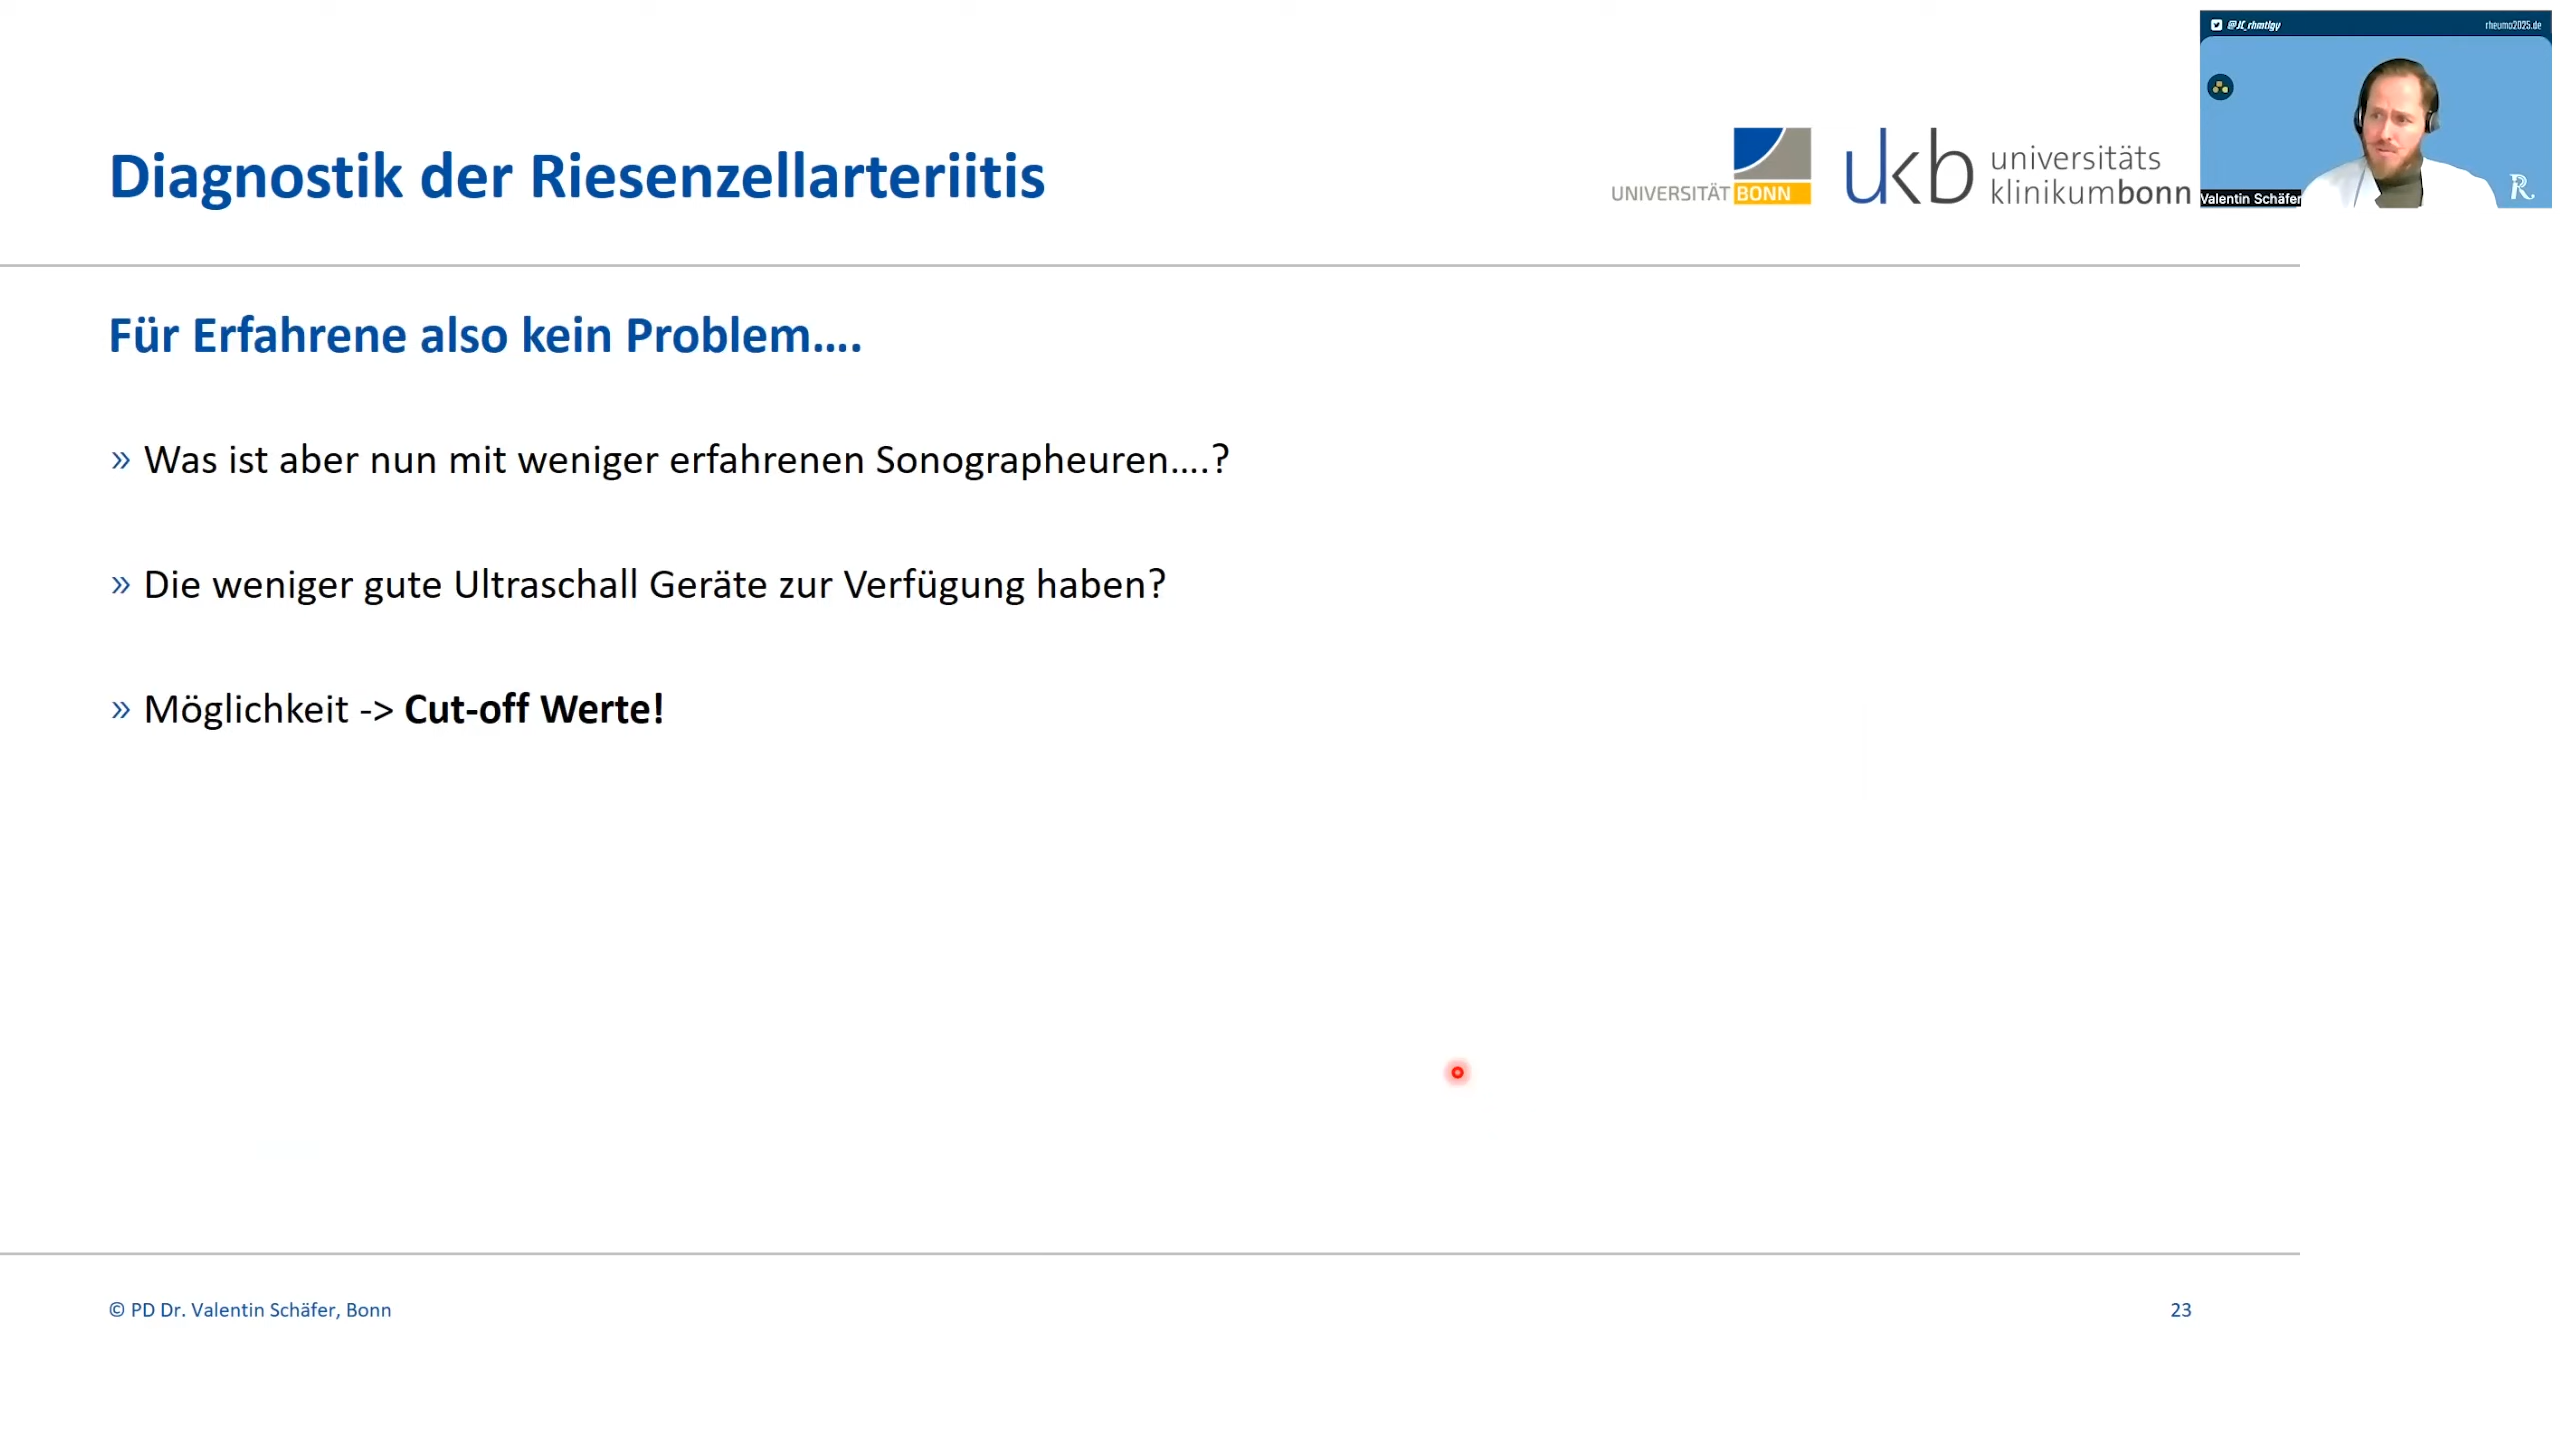 @JC_rhmtlgy
rheumo2025.de
Diagnostik der Riesenzellarteriitis
UNIVERSITÄT BONN
ukb universitäts
klinikumbonn
Valentin Schäfer
R.
Für Erfahrene also kein Problem....
» Was ist aber nun mit weniger erfahrenen Sonographeuren....?
» Die weniger gute Ultraschall Geräte zur Verfügung haben?
» Möglichkeit -> Cut-off Werte!
© PD Dr. Valentin Schäfer, Bonn
23